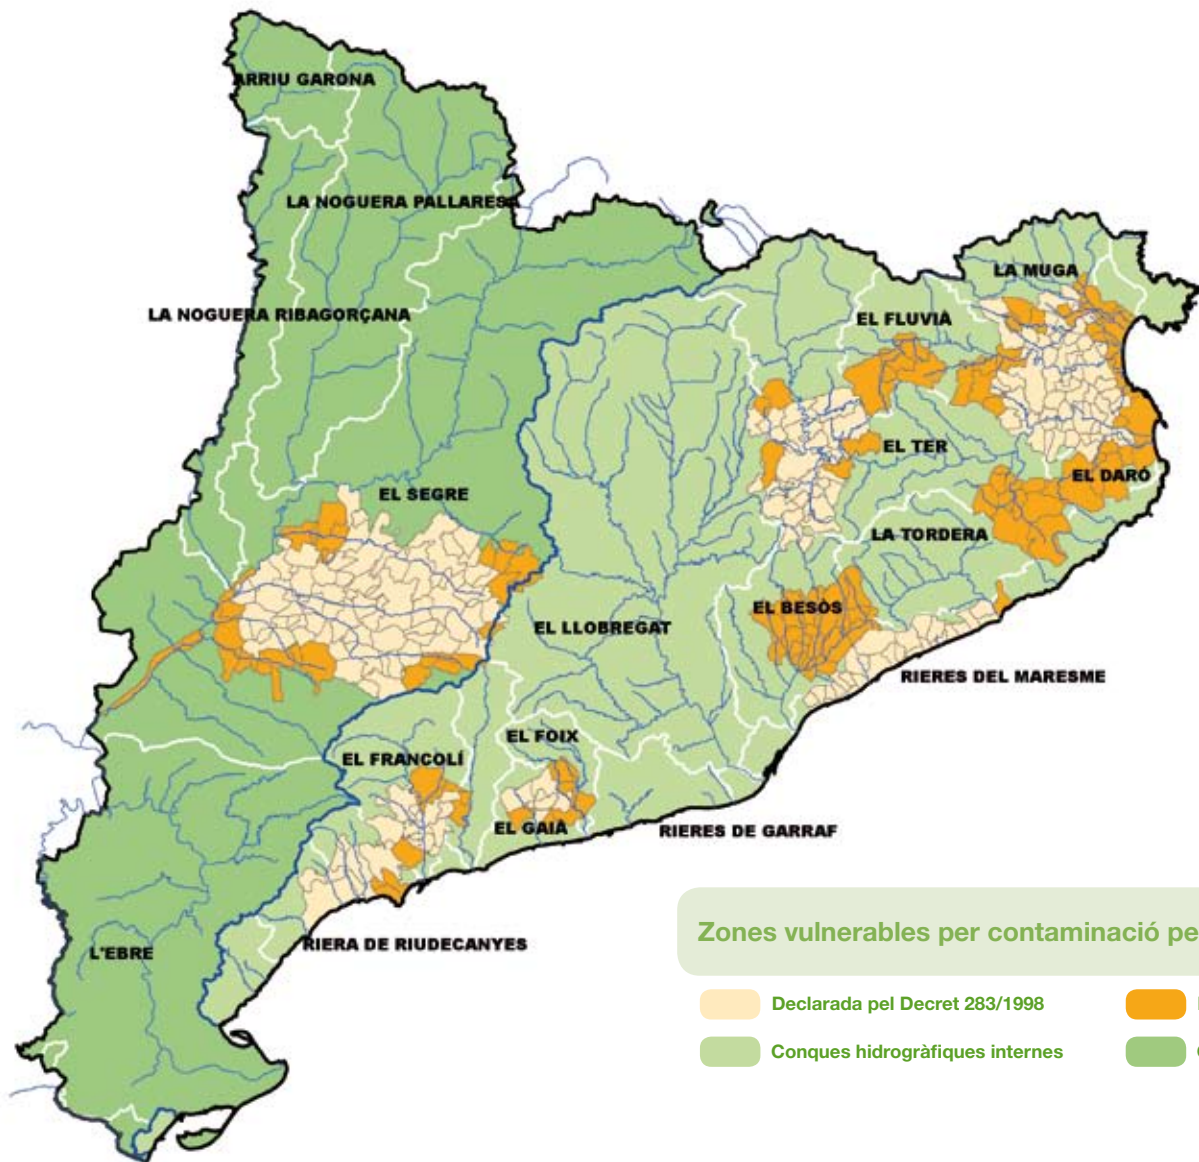 ARRIU GARONA
LA NOGUERA PALLARESA
LA MUGA
LA NOGUERA RIBAGORÇANA
EL FLUVIÀ
EL TER
EL DARÓ
EL SEGRE
LA TORDERA
EL BESÒS
EL LLOBREGAT
RIERES DEL MARESME
EL FOIX
EL FRANCOLÍ
EL GAIÀ
RIERES DE GARRAF
RIERA DE RIUDECANYES
L'EBRE
Zones vulnerables per contaminació pe
Declarada pel Decret 283/1998
Conques hidrogràfiques internes